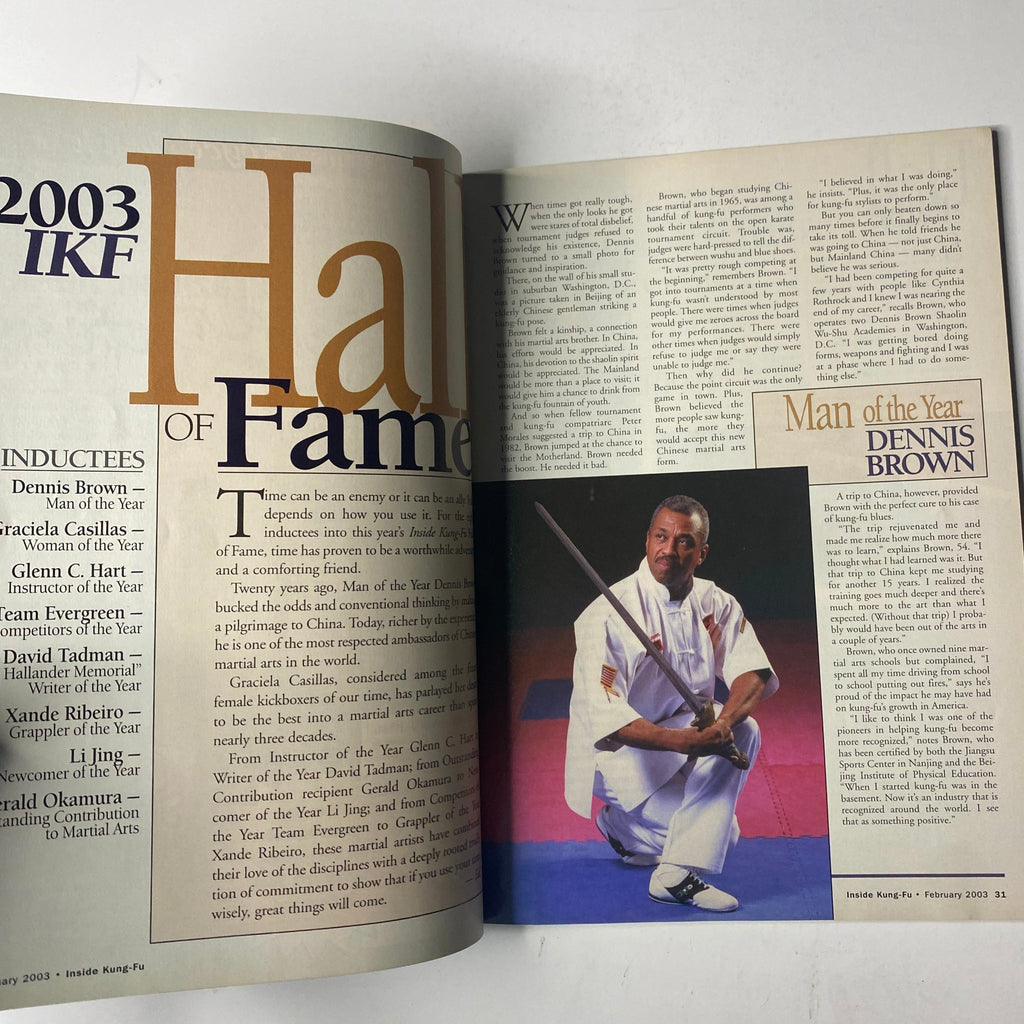 2003
IKF
Hal
OF
Fame
INDUCTEES
Dennis Brown —
Man of the Year
Graciela Casillas —
Woman of the Year
Glenn C. Hart —
Instructor of the Year
Team Evergreen —
ompetitors of the Year
David Tadman —
Hallander Memorial"
Writer of the Year
Xande Ribeiro —
Grappler of the Year
Li Jing —
Newcomer of the Year
erald Okamura —
tanding Contribution
to Martial Arts
Time can be an enemy or it can be an ally
depends on how you use it. For the
inductees into this year's Inside Kung-Fu
of Fame, time has proven to be a worthwhile
and a comforting friend.
Twenty years ago, Man of the Year Dennis
bucked the odds and conventional thinking by
a pilgrimage to China. Today, richer by the
he is one of the most respected ambassadors of
martial arts in the world.
Graciela Casillas, considered among the
female kickboxers of our time, has parlayed her
to be the best into a martial arts career than
nearly three decades.
From Instructor of the Year Glenn C. Hart
Writer of the Year David Tadman; from
Contribution recipient Gerald Okamura to
comer of the Year Li Jing; and from
the Year Team Evergreen to Grappler of the
Xande Ribeiro, these martial artists have
their love of the disciplines with a deeply rooted
tion of commitment to show that if you use your
wisely, great things will come.
uary 2003 • Inside Kung-Fu
When times got really tough,
when the only looks he got
were stares of total disbelief,
when tournament judges refused to
acknowledge his existence, Dennis
Brown turned to a small photo for
guidance and inspiration.
There, on the wall of his small stu-
dio in suburban Washington, D.C.,
was a picture taken in Beijing of an
elderly Chinese gentleman striking a
kung-fu pose.
Brown felt a kinship, a connection
with his martial arts brother. In China,
his efforts would be appreciated. In
China, his devotion to the shaolin spirit
would be appreciated. The Mainland
would be more than a place to visit; it
would give him a chance to drink from
the kung-fu fountain of youth.
And so when fellow tournament
and kung-fu compatriate Peter
Morales suggested a trip to China in
1982, Brown jumped at the chance to
visit the Motherland. Brown needed
the boost. He needed it bad.
Brown, who began studying Chi-
nese martial arts in 1965, was among a
handful of kung-fu performers who
took their talents on the open karate
tournament circuit. Trouble was,
judges were hard-pressed to tell the dif-
ference between wushu and blue shoes.
"It was pretty rough competing at
the beginning," remembers Brown. "I
got into tournaments at a time when
kung-fu wasn't understood by most
people. There were times when judges
would give me zeroes across the board
for my performances. There were
other times when judges would simply
refuse to judge me or say they were
unable to judge me."
Then why did he continue?
Because the point circuit was the only
game in town. Plus,
Brown believed the
more people saw kung-
fu, the more they
would accept this new
Chinese martial arts
form.
"I believed in what I was doing,"
he insists. "Plus, it was the only place
for kung-fu stylists to perform."
But you can only beaten down so
many times before it finally begins to
take its toll. When he told friends he
was going to China — not just China,
but Mainland China — many didn't
believe he was serious.
"I had been competing for quite a
few years with people like Cynthia
Rothrock and I knew I was nearing the
end of my career," recalls Brown, who
operates two Dennis Brown Shaolin
Wu-Shu Academies in Washington,
D.C. "I was getting bored doing
forms, weapons and fighting and I was
at a phase where I had to do some-
thing else."
Man of the Year
DENNIS
BROWN
A trip to China, however, provided
Brown with the perfect cure to his case
of kung-fu blues.
"The trip rejuvenated me and
made me realize how much more there
was to learn," explains Brown, 54. "I
thought what I had learned was it. But
that trip to China kept me studying
for another 15 years. I realized the
training goes much deeper and there's
much more to the art than what I
expected. (Without that trip) I proba-
bly would have been out of the arts in
a couple of years."
Brown, who once owned nine mar-
tial arts schools but complained, "I
spent all my time driving from school
to school putting out fires," says he's
proud of the impact he may have had
on kung-fu's growth in America.
"I like to think I was one of the
pioneers in helping kung-fu become
more recognized," notes Brown, who
has been certified by both the Jiangsu
Sports Center in Nanjing and the Bei-
jing Institute of Physical Education.
"When I started kung-fu was in the
basement. Now it's an industry that is
recognized around the world. I see
that as something positive."
Inside Kung-Fu • February 2003 31